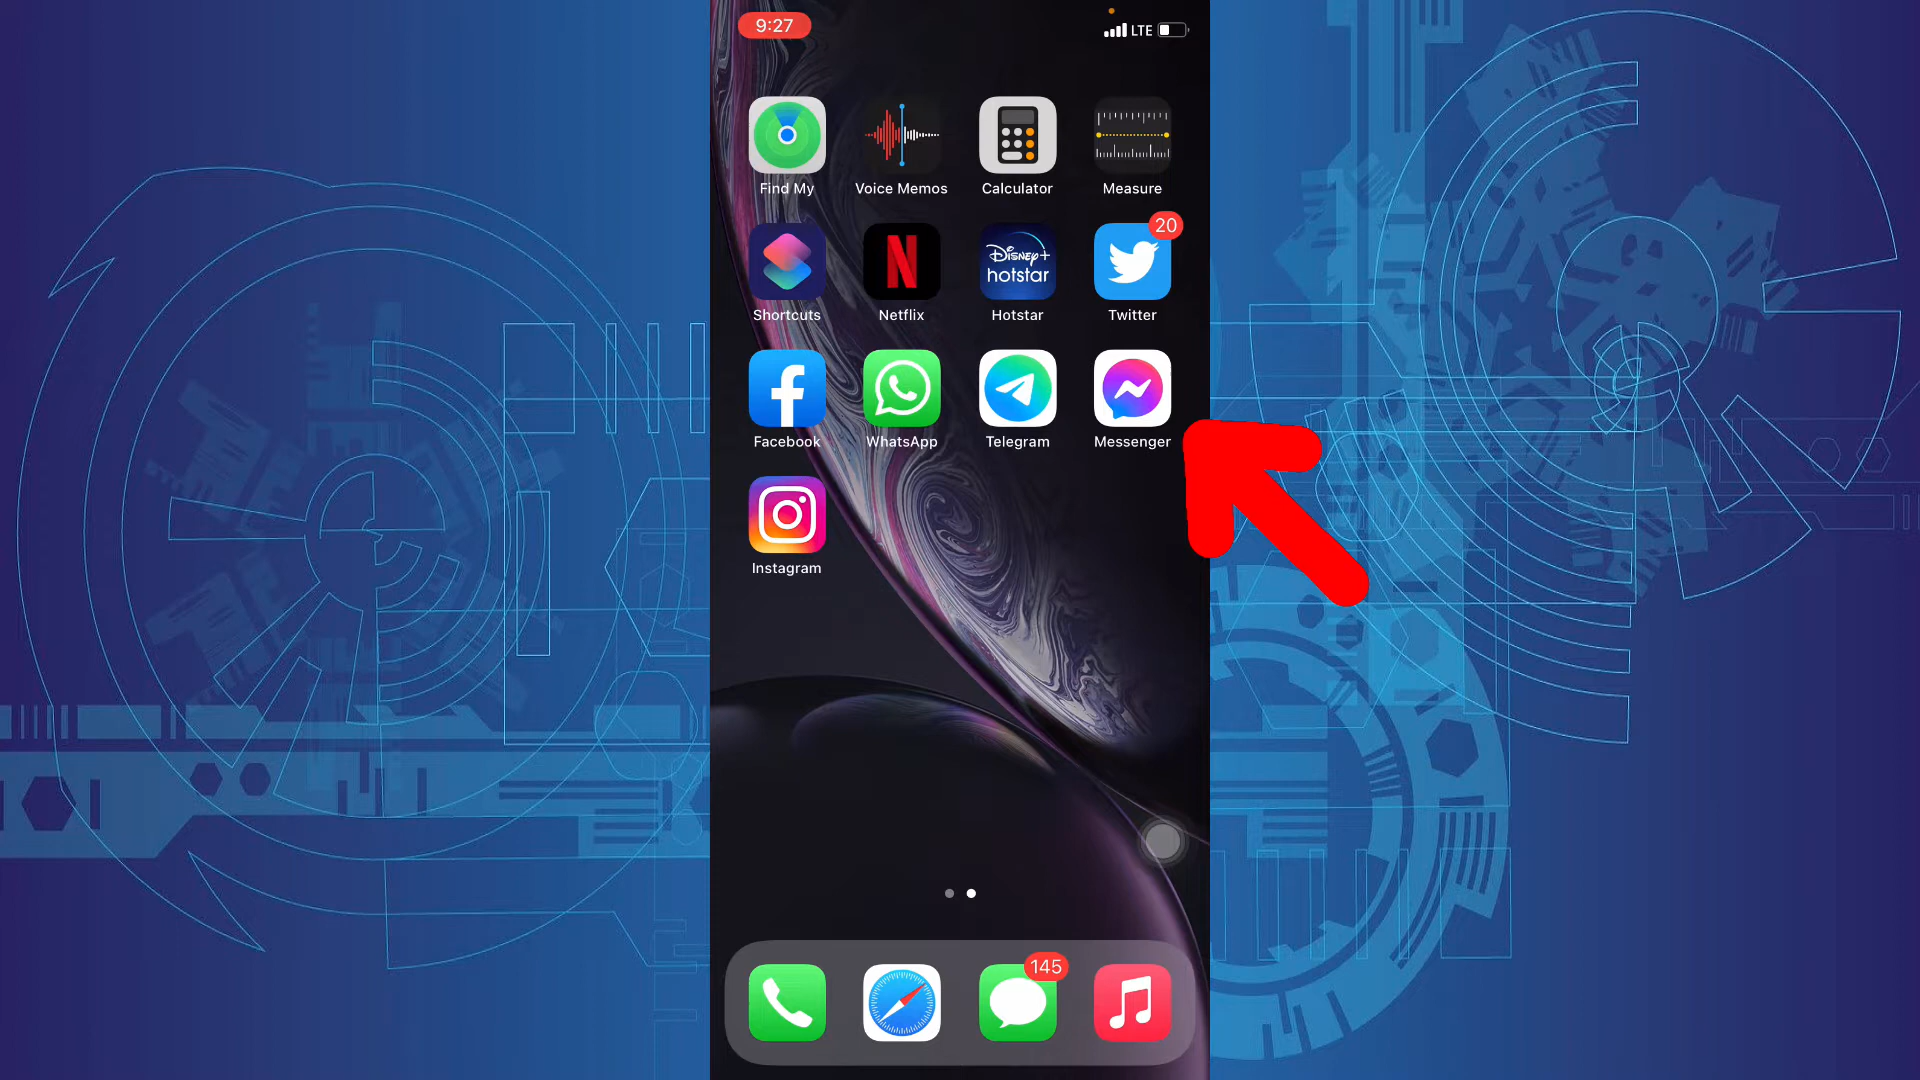 9:27
LTE
Find My
Voice Memos
Calculator
Measure
N
Disney+
hotstar
20
Shortcuts
Netflix
Hotstar
Twitter
f
Facebook
WhatsApp
Telegram
Messenger
Instagram
145